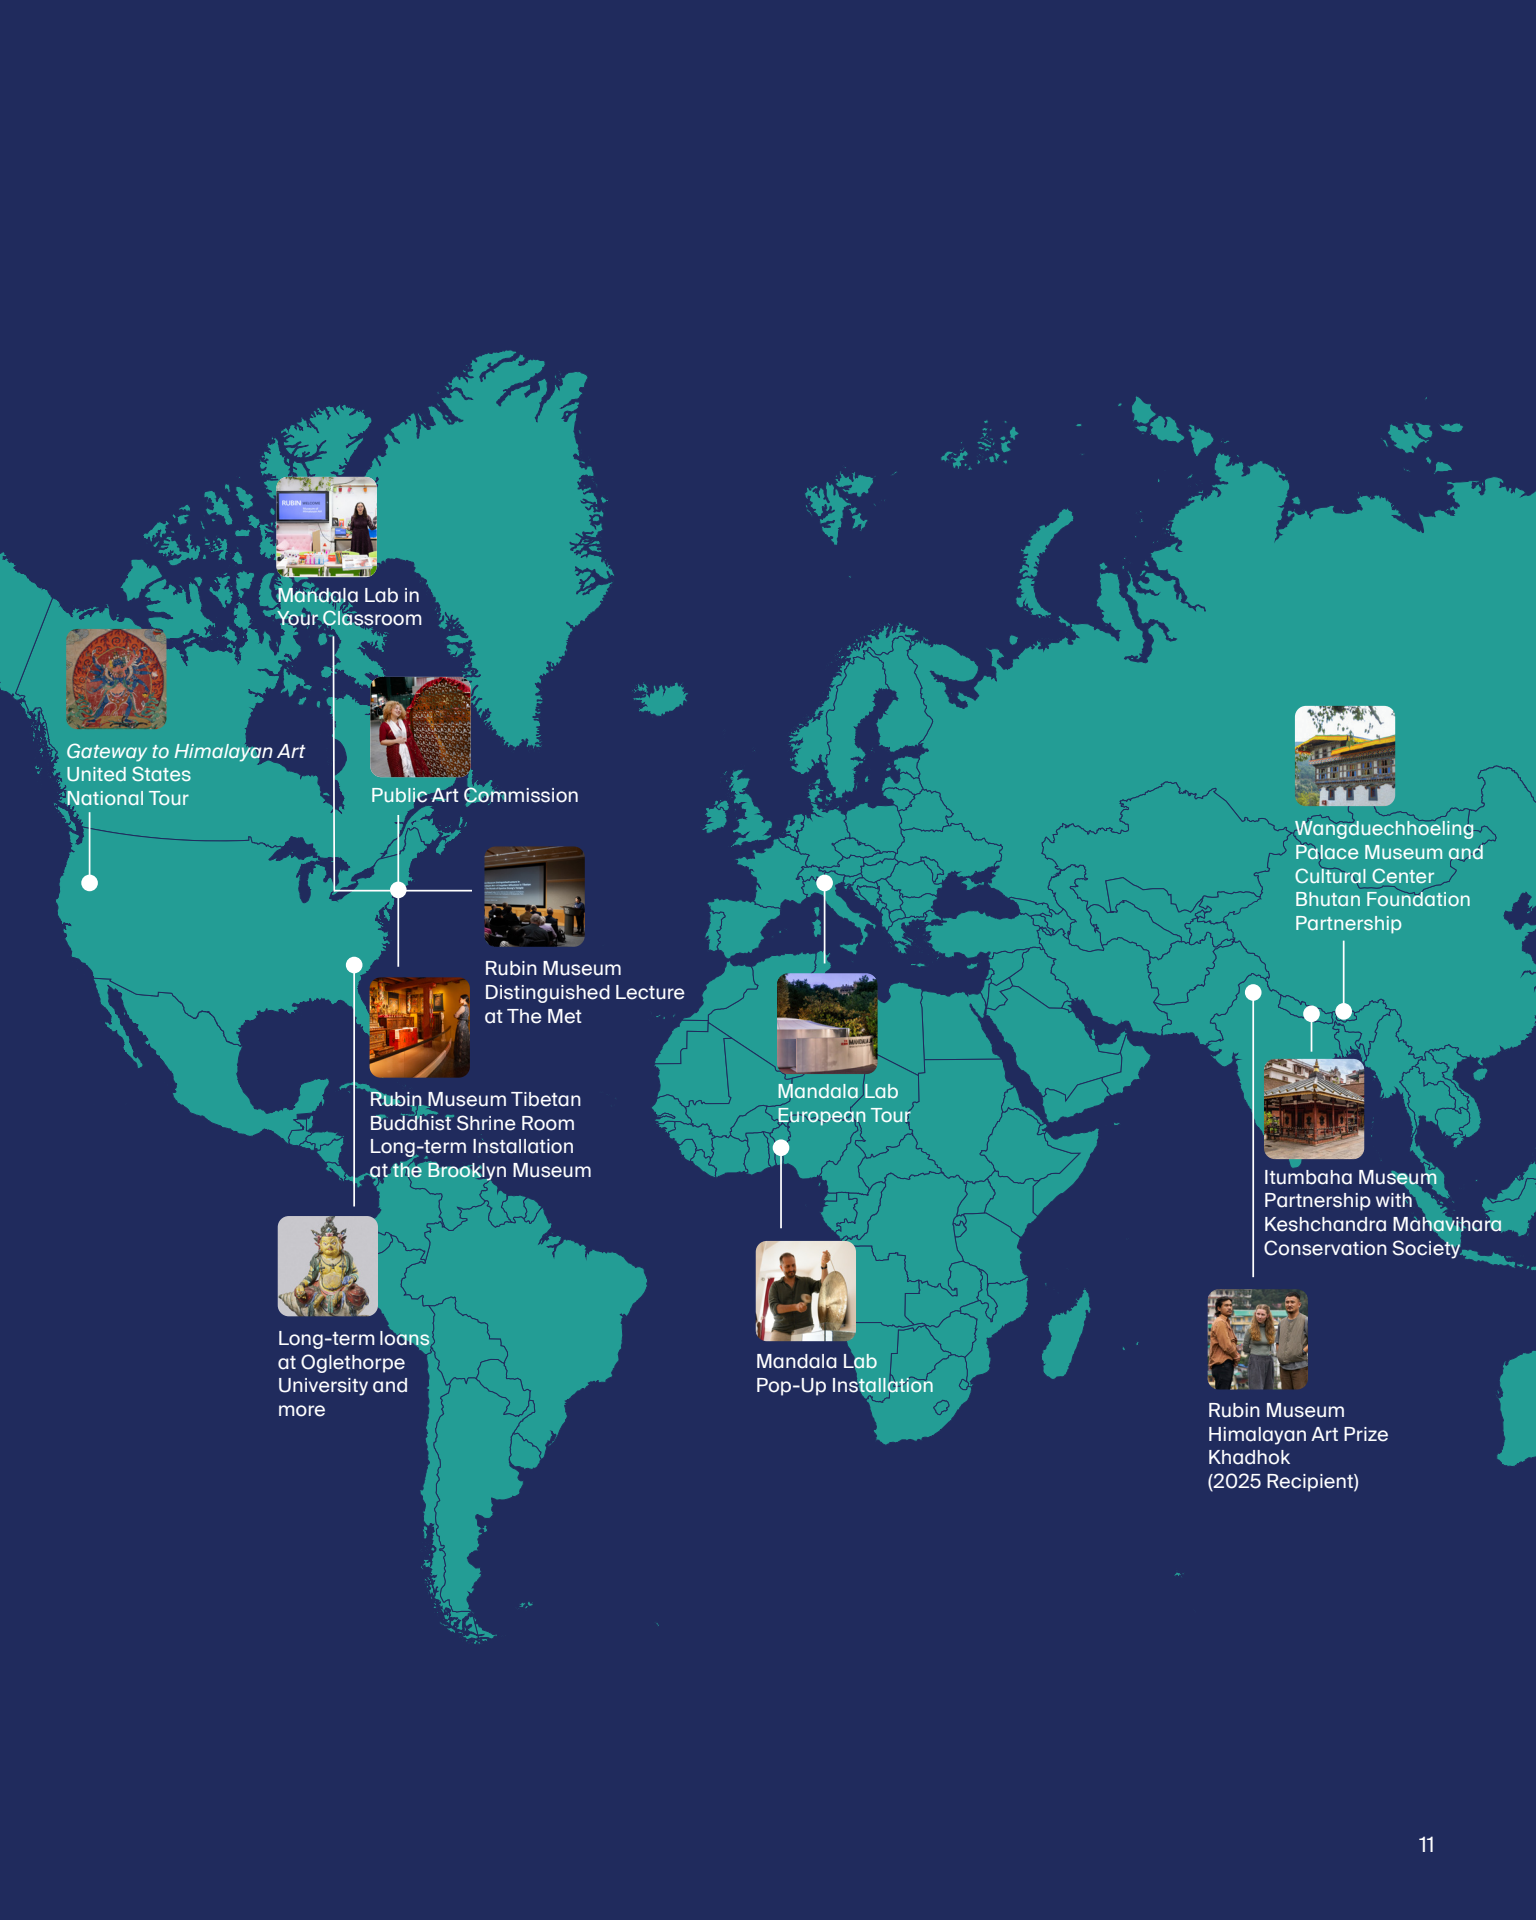 RUBIN
Mandala Lab in
Your Classroom
Gateway to Himalayan Art
United States
National Tour
Public Art Commission
Wangduechhoeling
Palace Museum and
Cultural Center
Bhutan Foundation
Partnership
Rubin Museum
Distinguished Lecture
at The Met
MANDALA
Rubin Museum Tibetan
Buddhist Shrine Room
Long-term Installation
at the Brooklyn Museum
Mandala Lab
European Tour
Itumbaha Museum
Partnership with
Keshchandra Mahavihara
Conservation Society
Long-term loans
at Oglethorpe
University and
more
Mandala Lab
Pop-Up Installation
Rubin Museum
Himalayan Art Prize
Khadhok
(2025 Recipient)
11